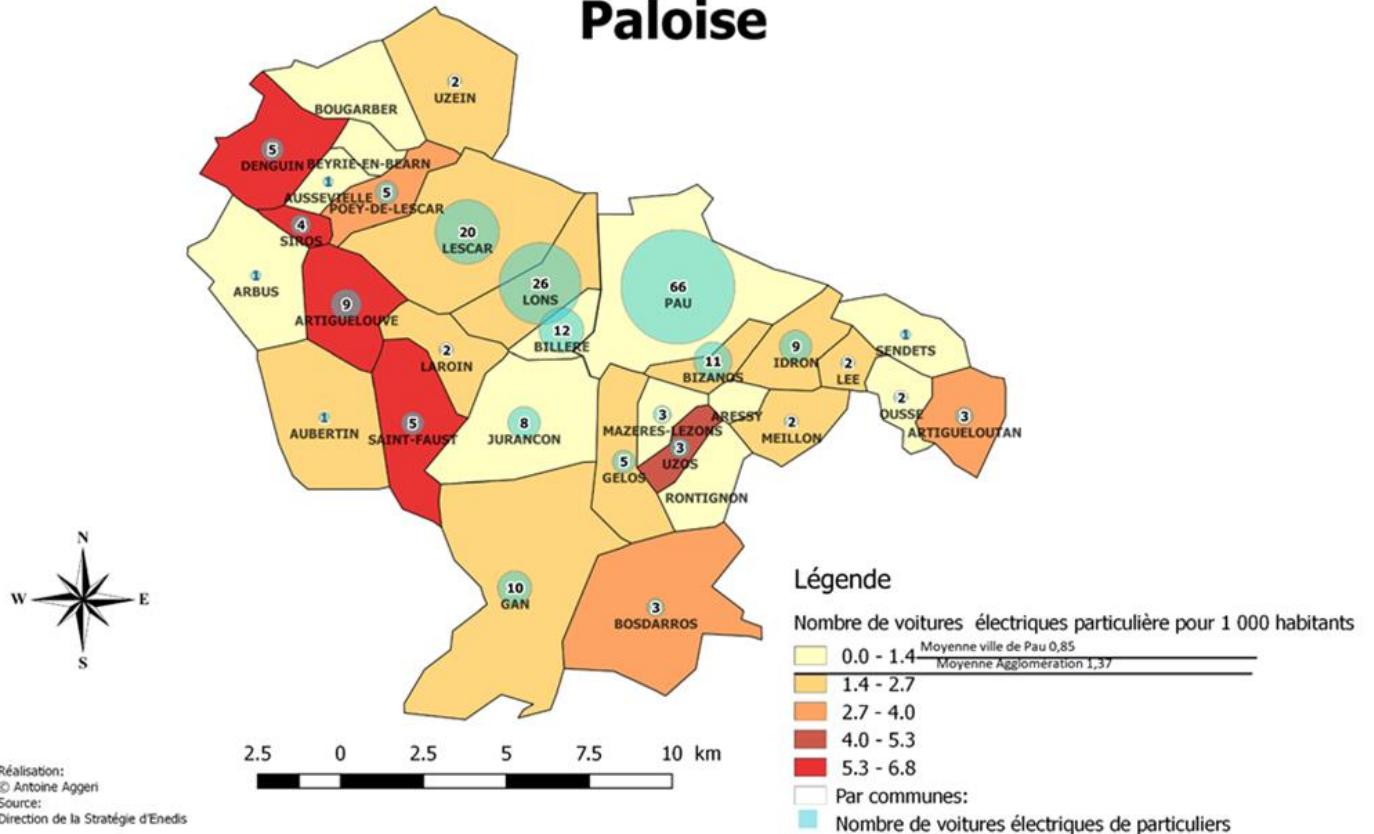 Paloise
2
UZEIN
BOUGARBER
5
DENGUIN
BEYRIE-EN-BEARN
1
AUSSEVIELLE
5
POEY-DE-LESCAR
4
SIROS
20
LESCAR
1
ARBUS
9
ARTIGUELOUVE
26
LONS
66
PAU
12
BILLERE
2
LAROIN
11
BIZANOS
9
IDRON
2
LEE
1
SENDETS
2
OUSSE
3
ARTIGUELOUTAN
1
AUBERTIN
5
SAINT-FAUST
8
JURANCON
3
MAZERES-LEZONS
ARESSY
2
MEILLON
3
UZOS
5
GELOS
RONTIGNON
10
GAN
3
BOSDARROS
N
W
E
S
Légende
Nombre de voitures électriques particulière pour 1 000 habitants
0.0 - 1.4
Moyenne ville de Pau 0,85
Moyenne Agglomération 1,37
1.4 - 2.7
2.7 - 4.0
4.0 - 5.3
5.3 - 6.8
Par communes:
Nombre de voitures électriques de particuliers
2.5 0 2.5 5 7.5 10 km
Réalisation:
© Antoine Aggeri
Source:
Direction de la Stratégie d'Enedis